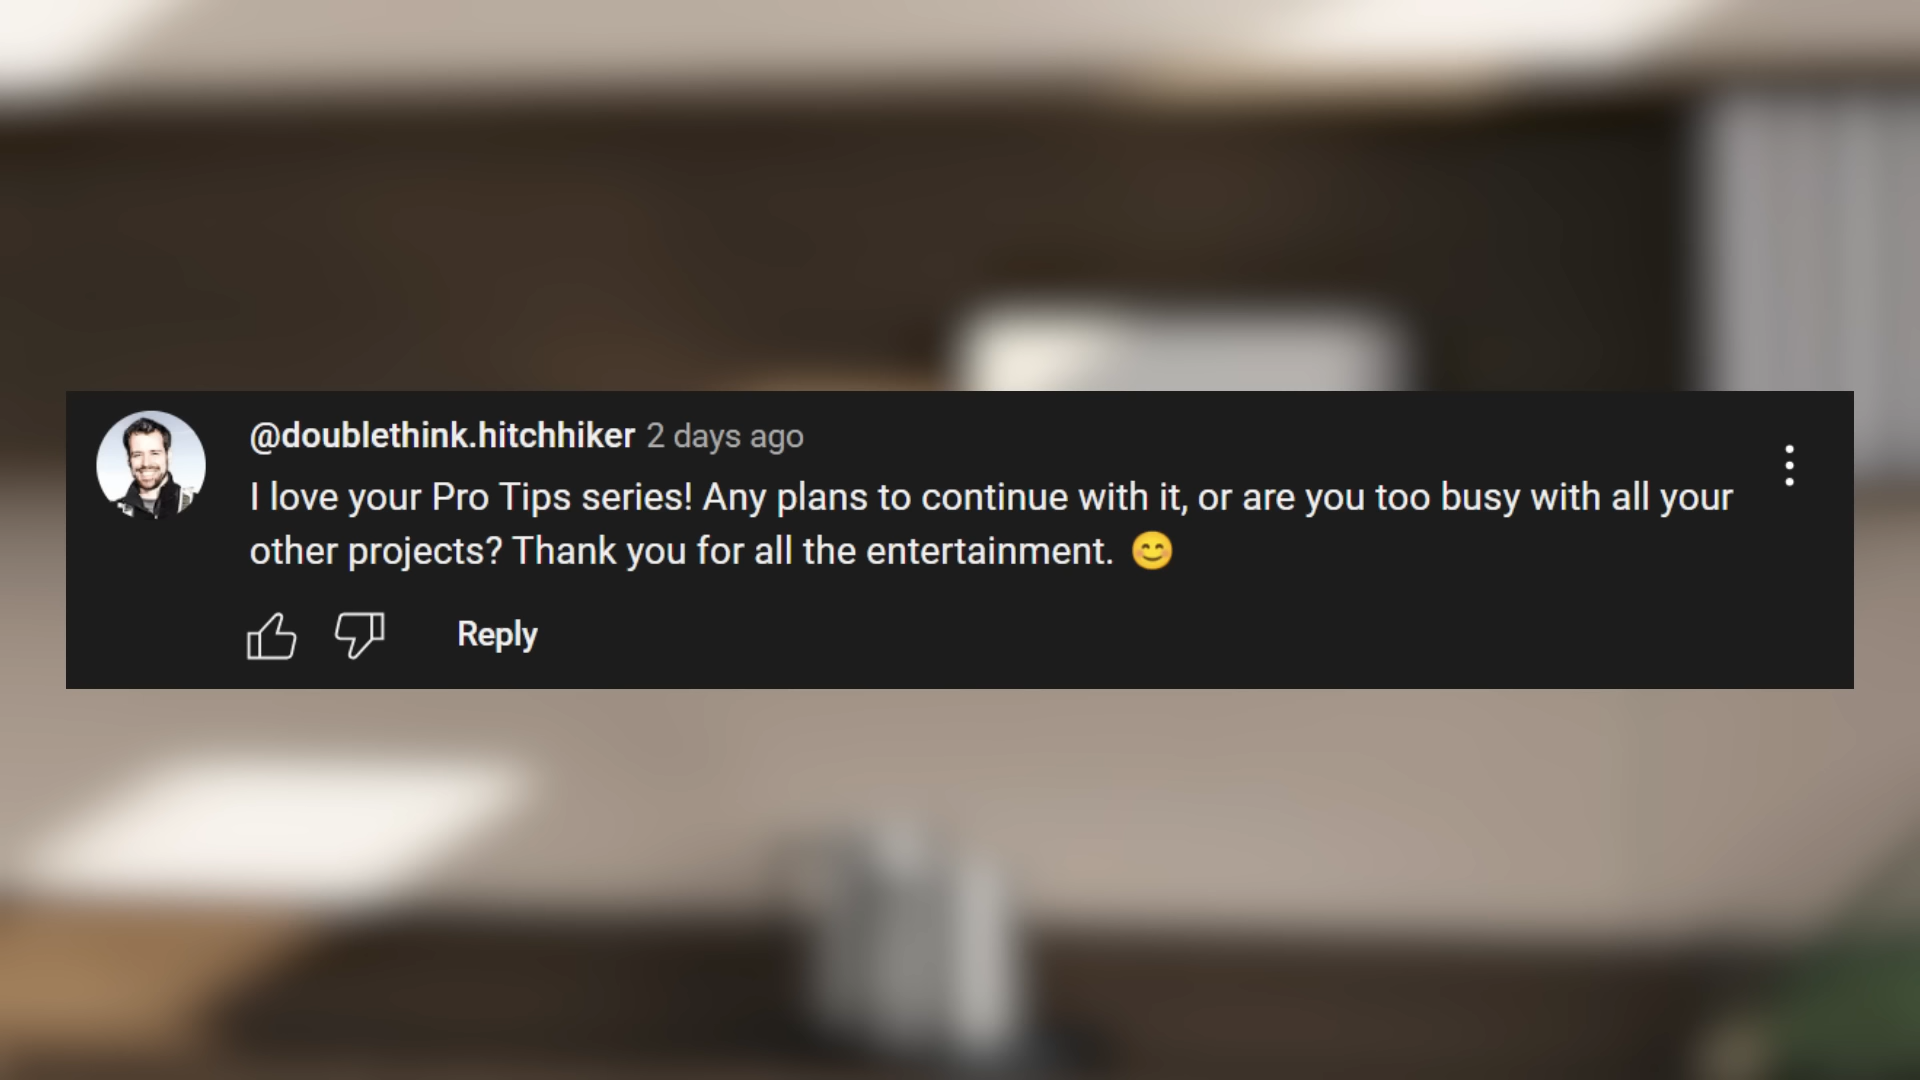 @doublethink.hitchhiker 2 days ago
I love your Pro Tips series! Any plans to continue with it, or are you too busy with all your
other projects? Thank you for all the entertainment. 😊
Reply